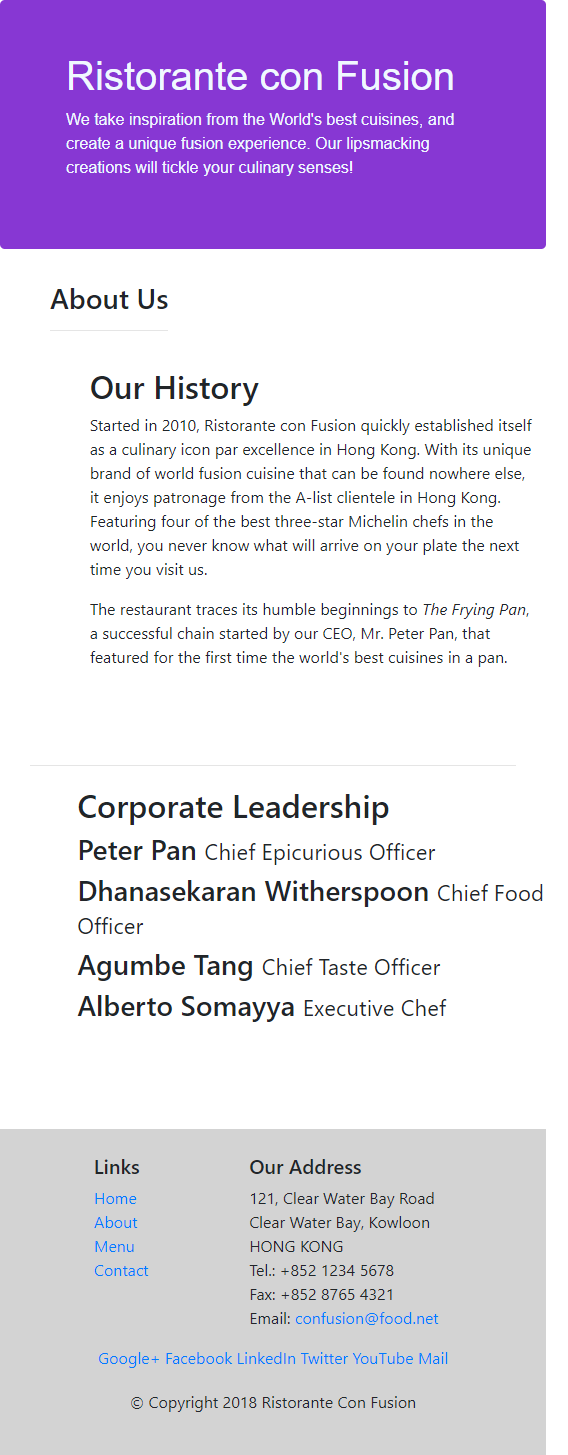 Ristorante con Fusion
We take inspiration from the World's best cuisines, and
create a unique fusion experience. Our lipsmacking
creations will tickle your culinary senses!
About Us
Our History
Started in 2010, Ristorante con Fusion quickly established itself
as a culinary icon par excellence in Hong Kong. With its unique
brand of world fusion cuisine that can be found nowhere else,
it enjoys patronage from the A-list clientele in Hong Kong.
Featuring four of the best three-star Michelin chefs in the
world, you never know what will arrive on your plate the next
time you visit us.
The restaurant traces its humble beginnings to The Frying Pan,
a successful chain started by our CEO, Mr. Peter Pan, that
featured for the first time the world's best cuisines in a pan.
Corporate Leadership
Peter Pan Chief Epicurious Officer
Dhanasekaran Witherspoon Chief Food
Officer
Agumbe Tang Chief Taste Officer
Alberto Somayya Executive Chef
Links
Home
About
Menu
Contact
Our Address
121, Clear Water Bay Road
Clear Water Bay, Kowloon
HONG KONG
Tel.: +852 1234 5678
Fax: +852 8765 4321
Email: confusion@food.net
Google+ Facebook LinkedIn Twitter YouTube Mail
© Copyright 2018 Ristorante Con Fusion